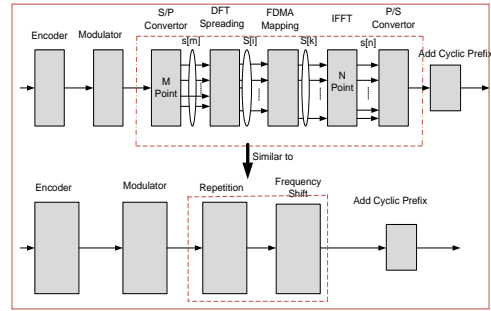 S/P Convertor
DFT Spreading
FDMA Mapping
IFFT
P/S Convertor
Encoder
Modulator
s[m]
S[l]
S[k]
s[n]
Add Cyclic Prefix
M Point
N Point
Similar to
Encoder
Modulator
Repetition
Frequency Shift
Add Cyclic Prefix